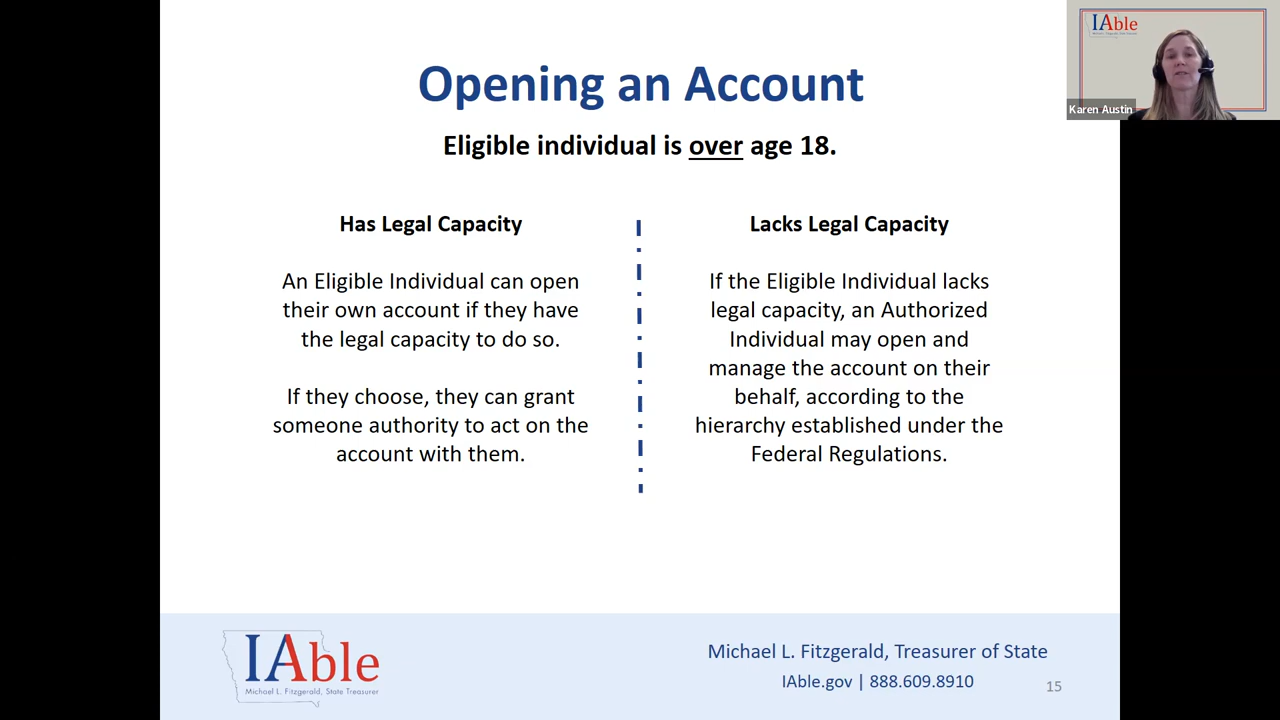 Opening an Account
Eligible individual is over age 18.
Has Legal Capacity
An Eligible Individual can open
their own account if they have
the legal capacity to do so.
If they choose, they can grant
someone authority to act on the
account with them.
Lacks Legal Capacity
If the Eligible Individual lacks
legal capacity, an Authorized
Individual may open and
manage the account on their
behalf, according to the
hierarchy established under the
Federal Regulations.
IAble
Michael L. Fitzgerald, State Treasurer
Michael L. Fitzgerald, Treasurer of State
IAble.gov | 888.609.8910
15
IAble
Karen Austin